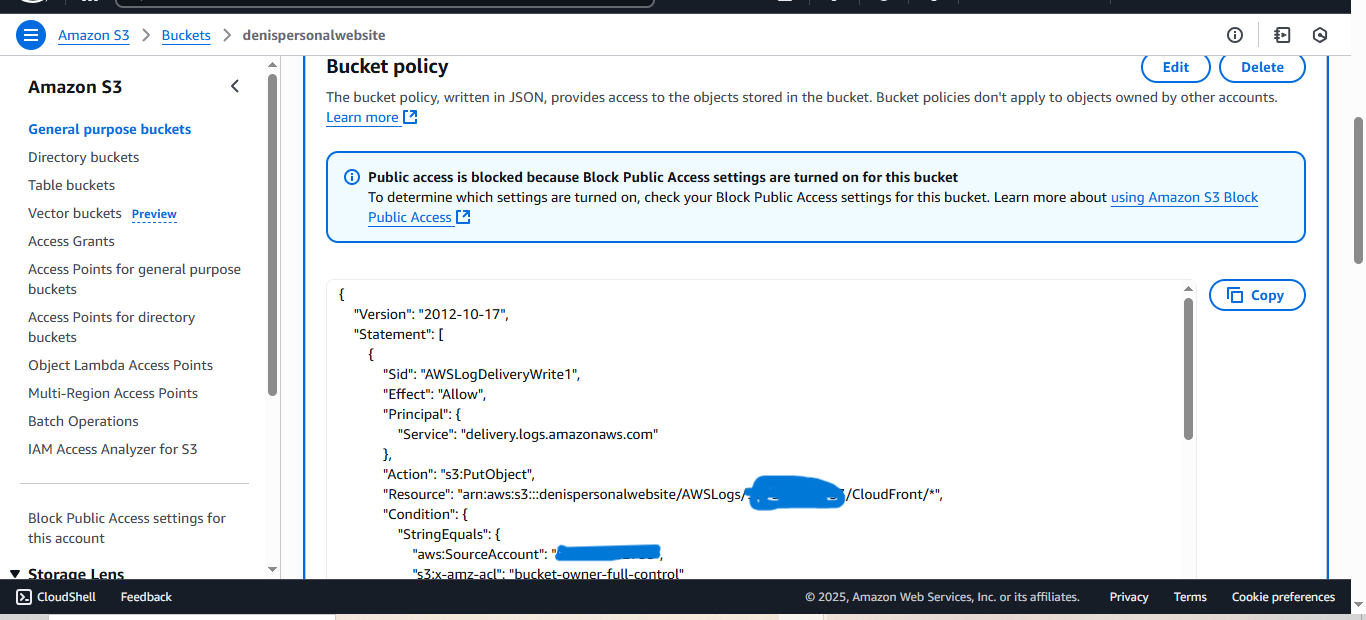 Amazon S3 > Buckets > denispersonalwebsite
Amazon S3
General purpose buckets
Directory buckets
Table buckets
Vector buckets Preview
Access Grants
Access Points for general purpose
buckets
Access Points for directory
buckets
Object Lambda Access Points
Multi-Region Access Points
Batch Operations
IAM Access Analyzer for S3
Block Public Access settings for
this account
Storage Lens
Bucket policy
Edit
Delete
The bucket policy, written in JSON, provides access to the objects stored in the bucket. Bucket policies don't apply to objects owned by other accounts.
Learn more
Public access is blocked because Block Public Access settings are turned on for this bucket
To determine which settings are turned on, check your Block Public Access settings for this bucket. Learn more about using Amazon S3 Block
Public Access
Copy
{
"Version": "2012-10-17",
"Statement": [
{
"Sid": "AWSLogDeliveryWrite1",
"Effect": "Allow",
"Principal": {
"Service": "delivery.logs.amazonaws.com"
},
"Action": "s3:PutObject",
"Resource": "arn:aws:s3:::denispersonalwebsite/AWSLogs/ /CloudFront/*",
"Condition": {
"StringEquals": {
"aws:SourceAccount": " ,
"s3:x-amz-acl": "bucket-owner-full-control"
CloudShell
Feedback
© 2025, Amazon Web Services, Inc. or its affiliates.
Privacy
Terms
Cookie preferences